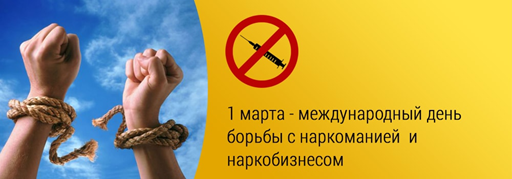 1 марта - международный день
борьбы с наркоманией и
наркобизнесом